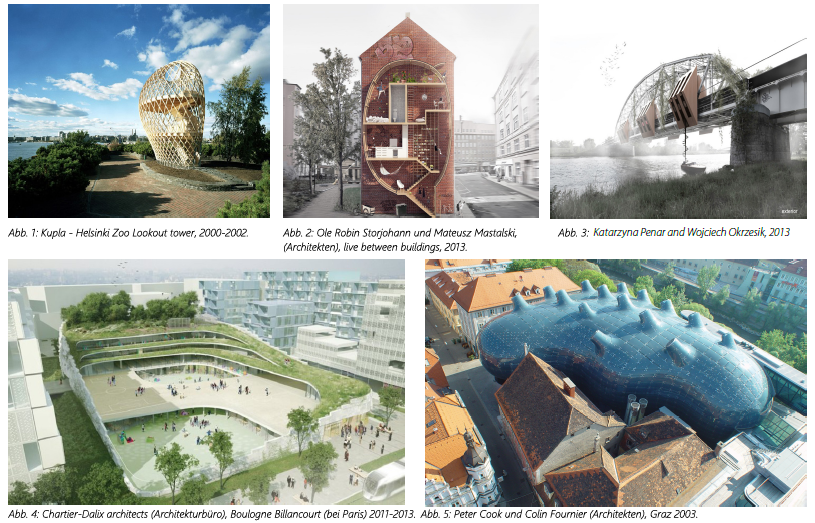 exterior
Abb. 1: Kupla - Helsinki Zoo Lookout tower, 2000-2002.
Abb. 2: Ole Robin Storjohann und Mateusz Mastalski,
(Architekten), live between buildings, 2013.
Abb. 3: Katarzyna Penar and Wojciech Okrzesik, 2013
Abb. 4: Chartier-Dalix architects (Architekturbüro), Boulogne Billancourt (bei Paris) 2011-2013.
Abb. 5: Peter Cook und Colin Fournier (Architekten), Graz 2003.